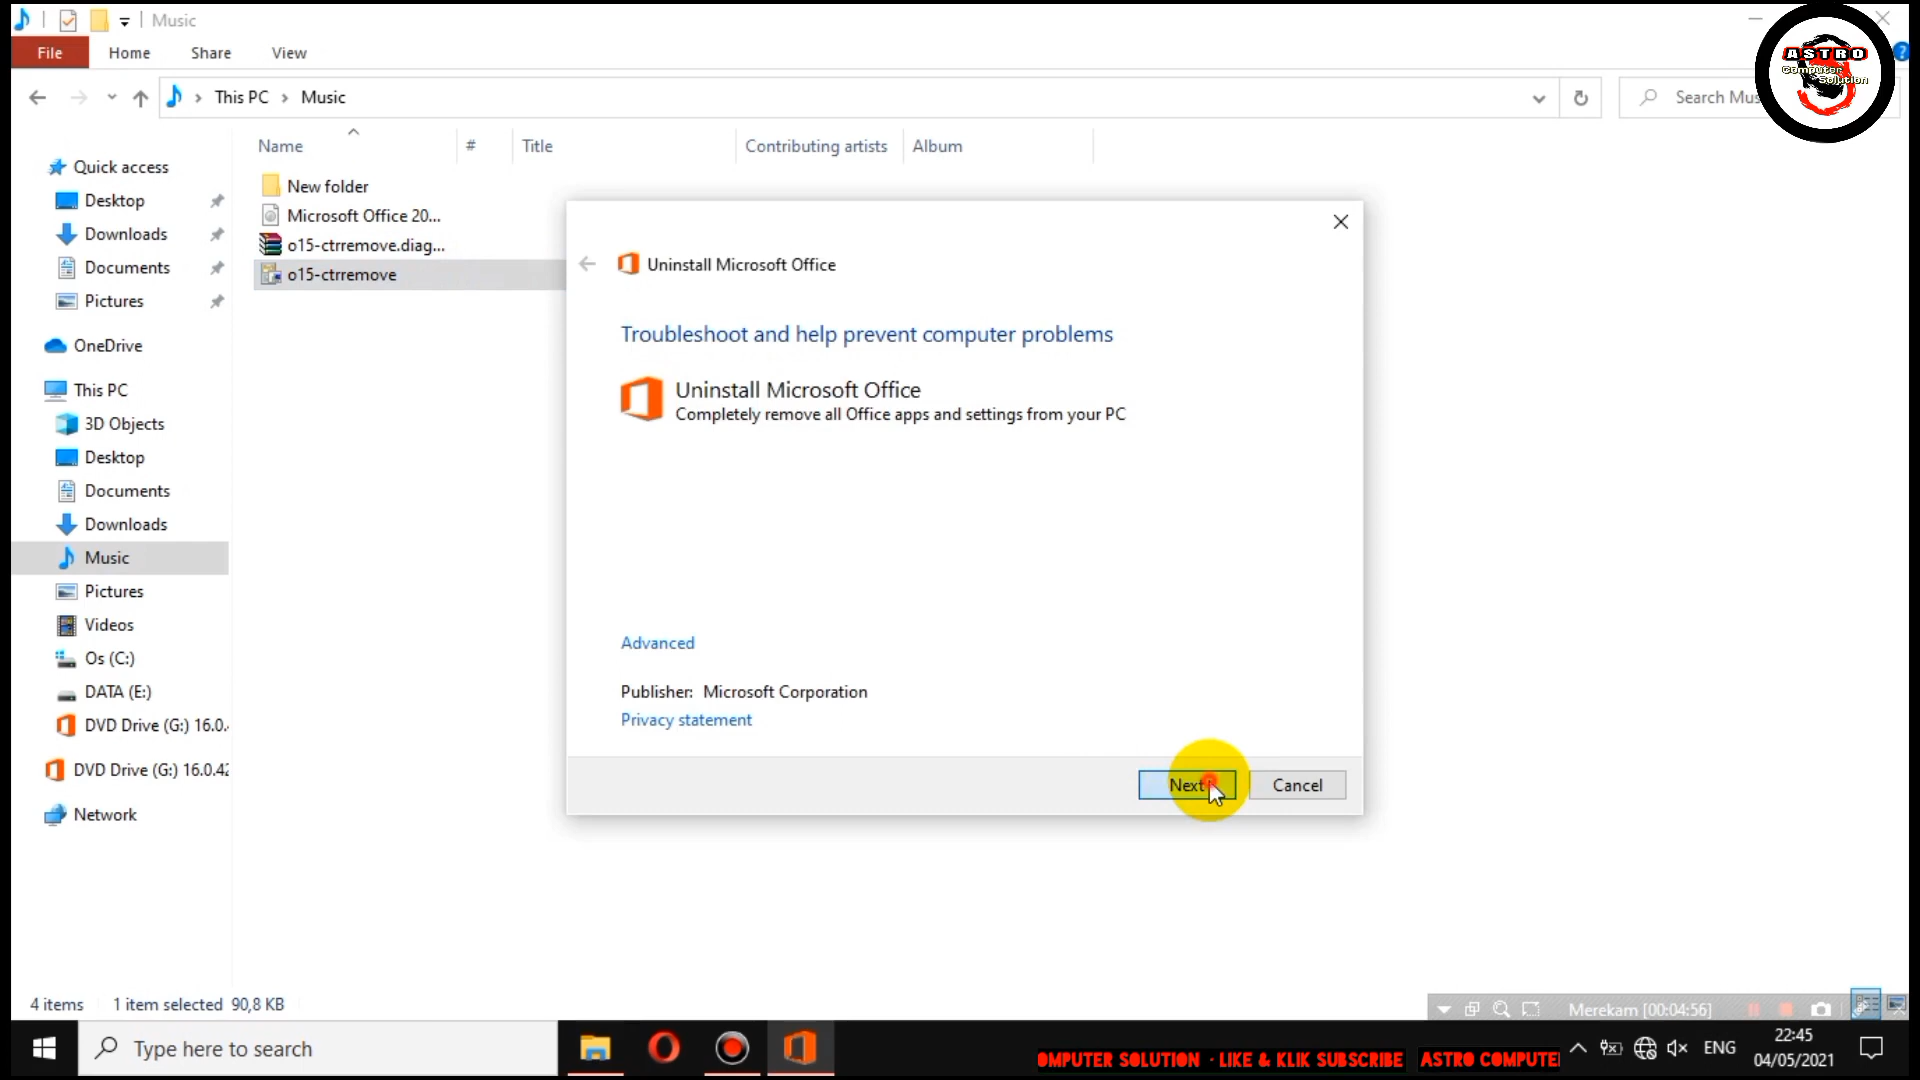 Music
File Home Share View
This PC > Music
Search Mus
ASTRO
Computer
Solution
Name # Title Contributing artists Album
Quick access
Desktop
Downloads
Documents
Pictures
OneDrive
This PC
3D Objects
Desktop
Documents
Downloads
Music
Pictures
Videos
Os (C:)
DATA (E:)
DVD Drive (G:) 16.0.
DVD Drive (G:) 16.0.42
Network
New folder
Microsoft Office 20...
o15-ctrremove.diag...
o15-ctrremove
Uninstall Microsoft Office
Troubleshoot and help prevent computer problems
Uninstall Microsoft Office
Completely remove all Office apps and settings from your PC
Advanced
Publisher: Microsoft Corporation
Privacy statement
Next Cancel
4 items 1 item selected 90,8 KB
Merekam [00:04:56]
Type here to search
OMPUTER SOLUTION · LIKE & KLIK SUBSCRIBE ASTRO COMPUTE
ENG
22:45
04/05/2021